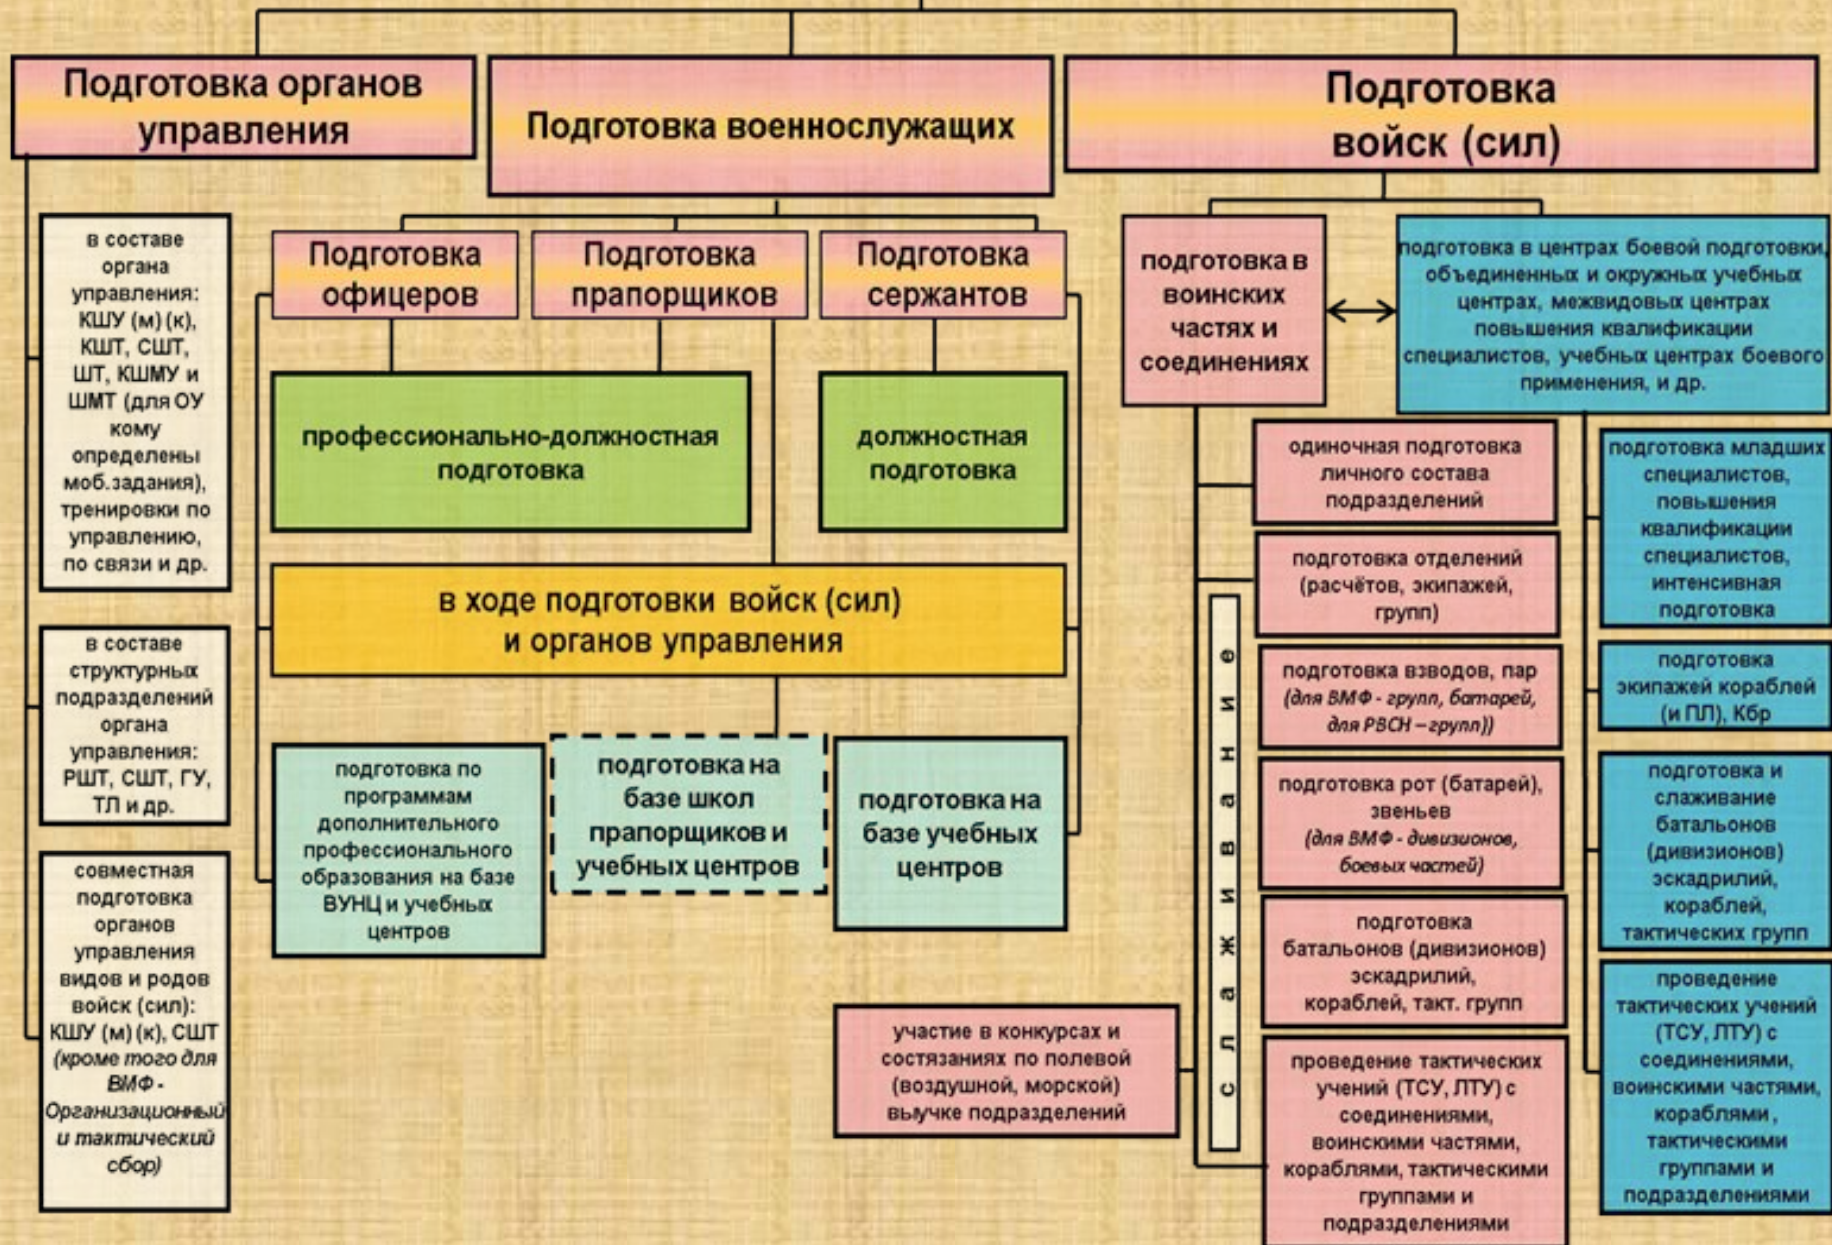 Подготовка органов
управления
Подготовка военнослужащих
Подготовка
войск (сил)
в составе
органа
управления:
КШУ (м) (к),
КШТ, СШТ,
ШТ, КШМУ и
ШМТ (для ОУ
кому
определены
моб.задания),
тренировки по
управлению,
по связи и др.
в составе
структурных
подразделений
органа
управления:
РШТ, СШТ, ГУ,
ТЛ и др.
совместная
подготовка
органов
управления
видов и родов
войск (сил):
КШУ (м) (к), СШТ
(кроме того для
ВМФ -
Организационный
и тактический
сбор)
Подготовка
офицеров
Подготовка
прапорщиков
Подготовка
сержантов
профессионально-должностная
подготовка
должностная
подготовка
в ходе подготовки войск (сил)
и органов управления
подготовка по
программам
дополнительного
профессионального
образования на базе
ВУНЦ и учебных
центров
подготовка на
базе школ
прапорщиков и
учебных центров
подготовка на
базе учебных
центров
подготовка в
воинских
частях и
соединениях
подготовка в центрах боевой подготовки,
объединенных и окружных учебных
центрах, межвидовых центрах
повышения квалификации
специалистов, учебных центрах боевого
применения, и др.
одиночная подготовка
личного состава
подразделений
подготовка отделений
(расчётов, экипажей,
групп)
подготовка взводов, пар
(для ВМФ - групп, батарей,
для РВСН – групп))
подготовка рот (батарей),
звеньев
(для ВМФ - дивизионов,
боевых частей)
подготовка
батальонов (дивизионов)
эскадрилий,
кораблей, такт. групп
проведение тактических
учений (ТСУ, ЛТУ) с
соединениями,
воинскими частями,
кораблями, тактическими
группами и
подразделениями
слаживание
участие в конкурсах и
состязаниях по полевой
(воздушной, морской)
выучке подразделений
подготовка младших
специалистов,
повышения
квалификации
специалистов,
интенсивная
подготовка
подготовка
экипажей кораблей
(и ПЛ), Кбр
подготовка и
слаживание
батальонов
(дивизионов)
эскадрилий,
кораблей,
тактических групп
проведение
тактических учений
(ТСУ, ЛТУ) с
соединениями,
воинскими частями,
кораблями ,
тактическими
группами и
подразделениями